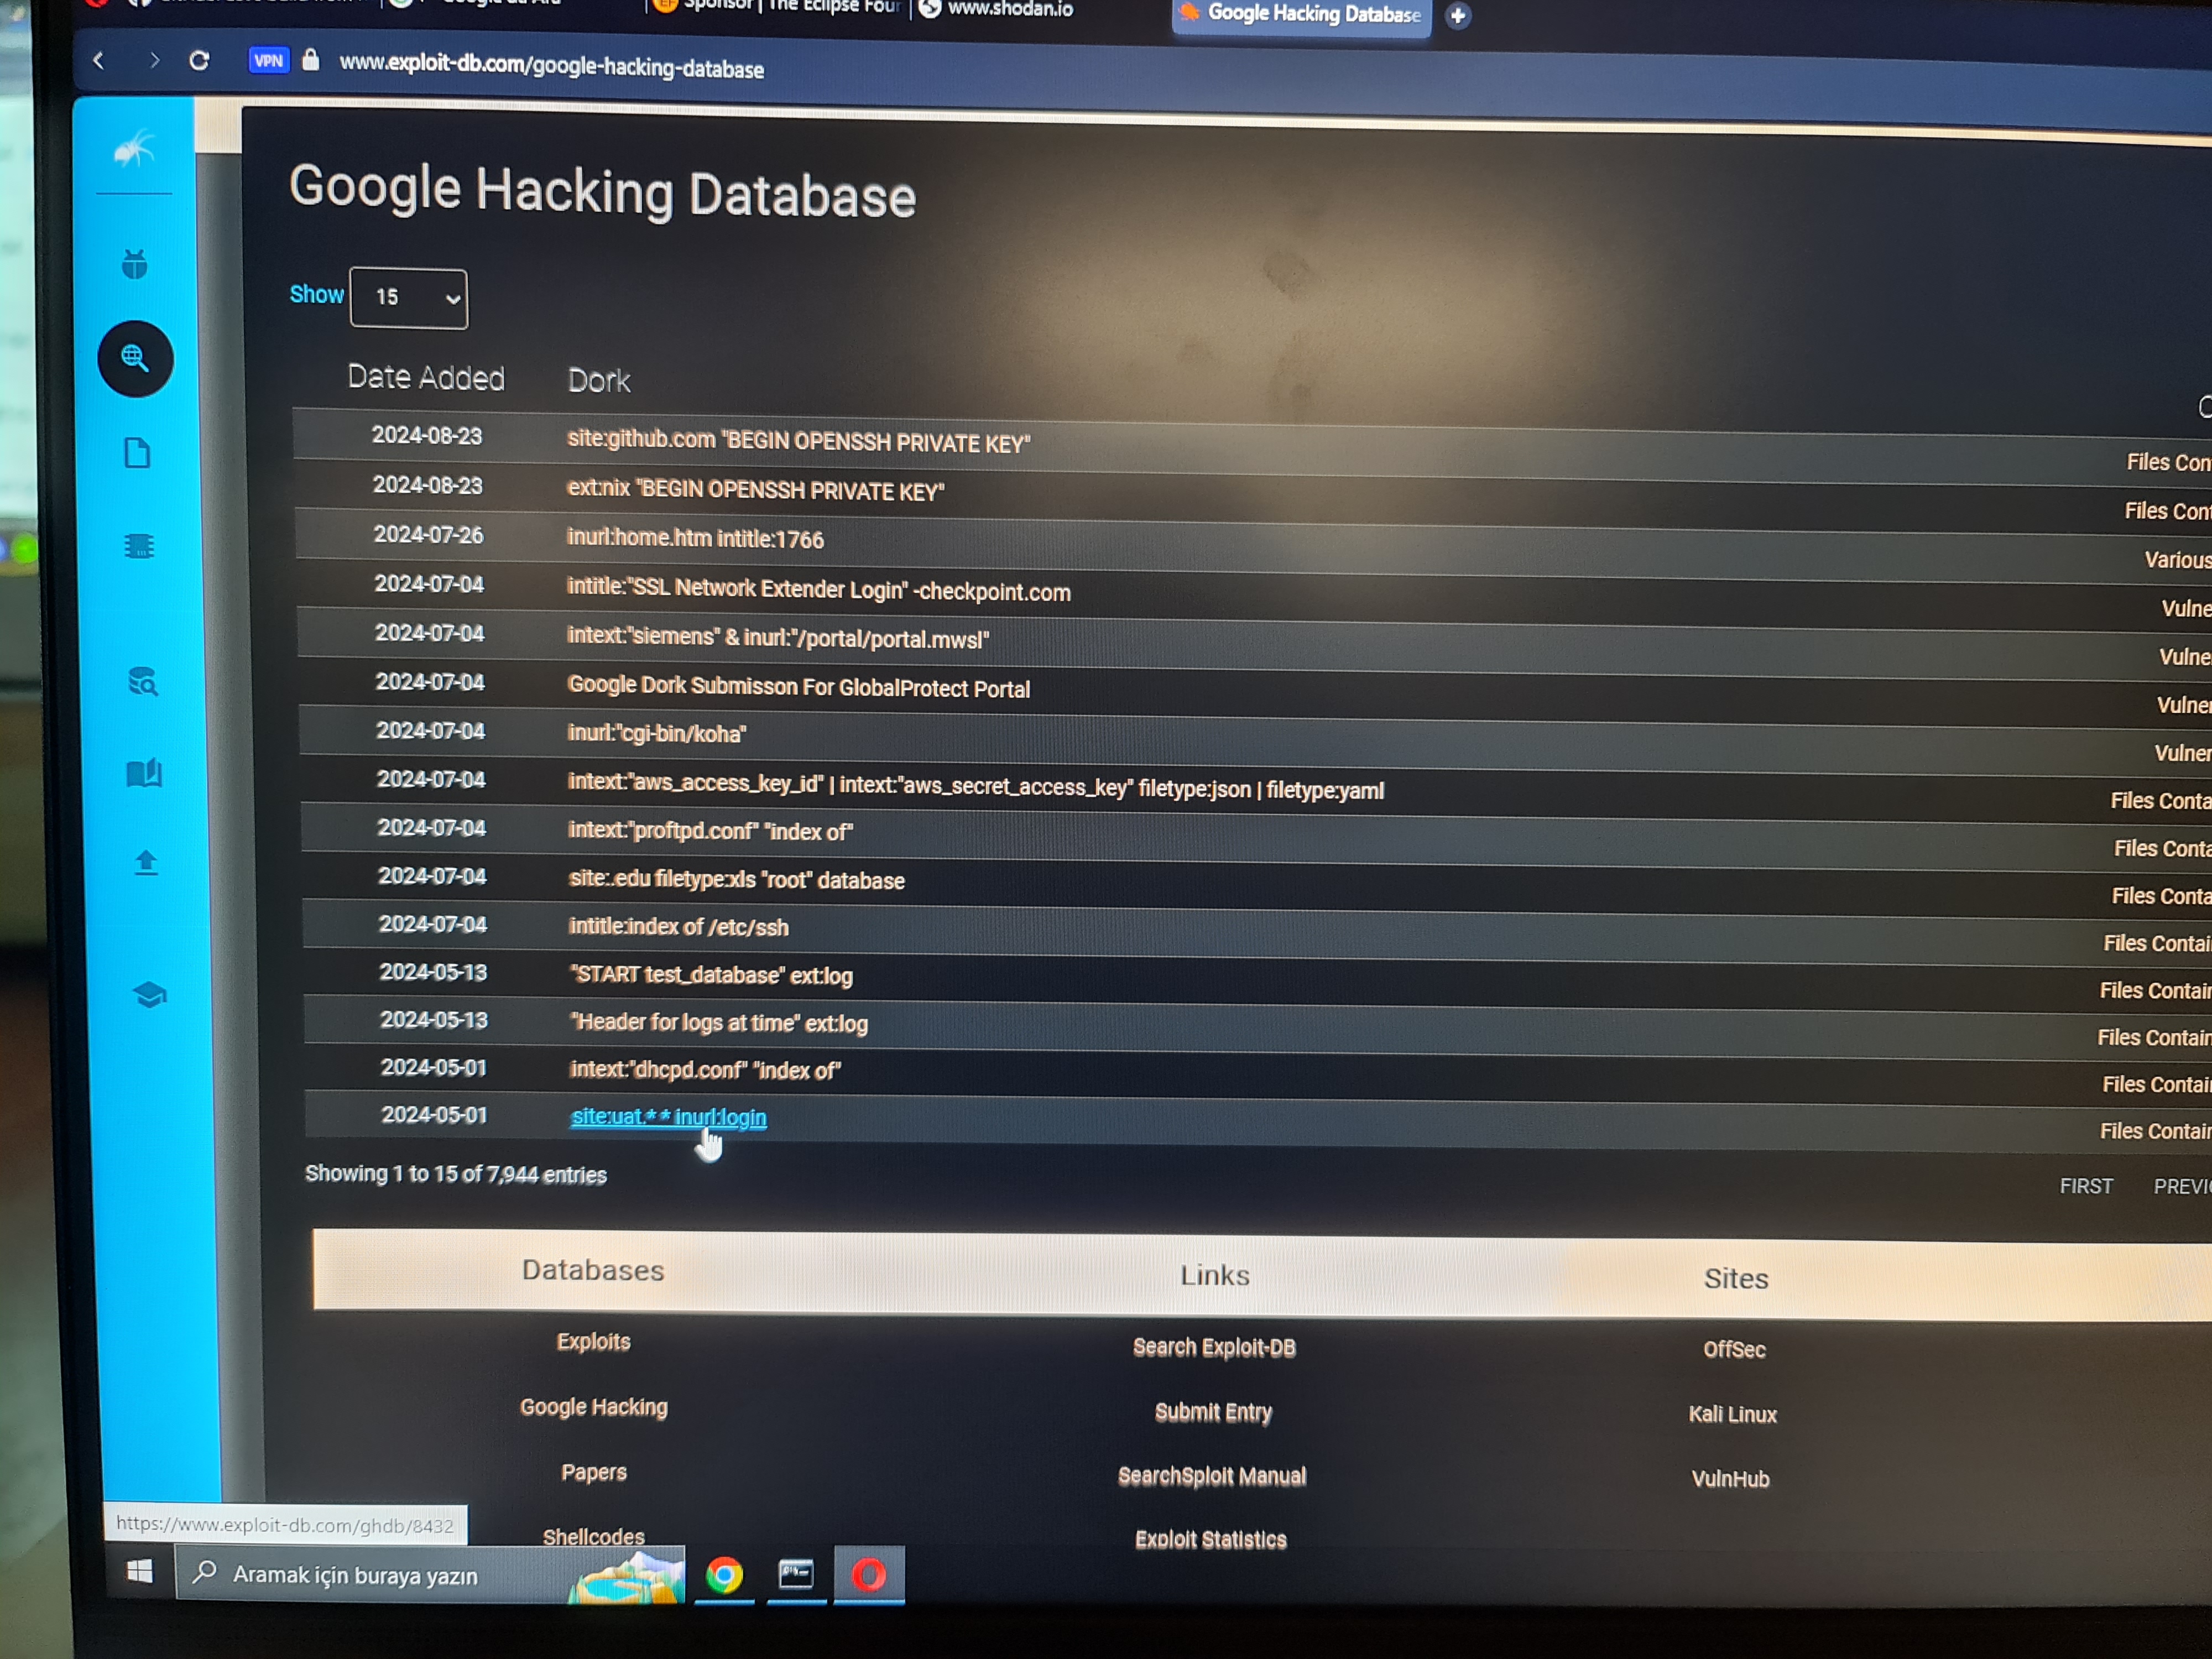 Sponsor | The Eclipse Four
www.shodan.io
Google Hacking Database
VPN
www.exploit-db.com/google-hacking-database
Google Hacking Database
Show 15
Date Added Dork
2024-08-23 site:github.com "BEGIN OPENSSH PRIVATE KEY" Files Con
2024-08-23 ext:nix "BEGIN OPENSSH PRIVATE KEY" Files Con
2024-07-26 inurl:home.htm intitle:1766 Various
2024-07-04 intitle:"SSL Network Extender Login" -checkpoint.com Vulne
2024-07-04 intext:"siemens" & inurl:"/portal/portal.mwsl" Vulne
2024-07-04 Google Dork Submisson For GlobalProtect Portal Vulner
2024-07-04 inurl:"cgi-bin/koha" Vulner
2024-07-04 intext:"aws_access_key_id" | intext:"aws_secret_access_key" filetype:json | filetype:yaml Files Conta
2024-07-04 intext:"proftpd.conf" "index of" Files Conta
2024-07-04 site:.edu filetype:xls "root" database Files Conta
2024-07-04 intitle:index of /etc/ssh Files Contai
2024-05-13 "START test_database" ext:log Files Contain
2024-05-13 "Header for logs at time" ext:log Files Contain
2024-05-01 intext:"dhcpd.conf" "index of" Files Contai
2024-05-01 site:uat.* * inurl:login Files Contain
Showing 1 to 15 of 7,944 entries
FIRST PREVI
Databases Links Sites
Exploits Search Exploit-DB OffSec
Google Hacking Submit Entry Kali Linux
Papers SearchSploit Manual VulnHub
Shellcodes Exploit Statistics
https://www.exploit-db.com/ghdb/8432
Aramak için buraya yazın